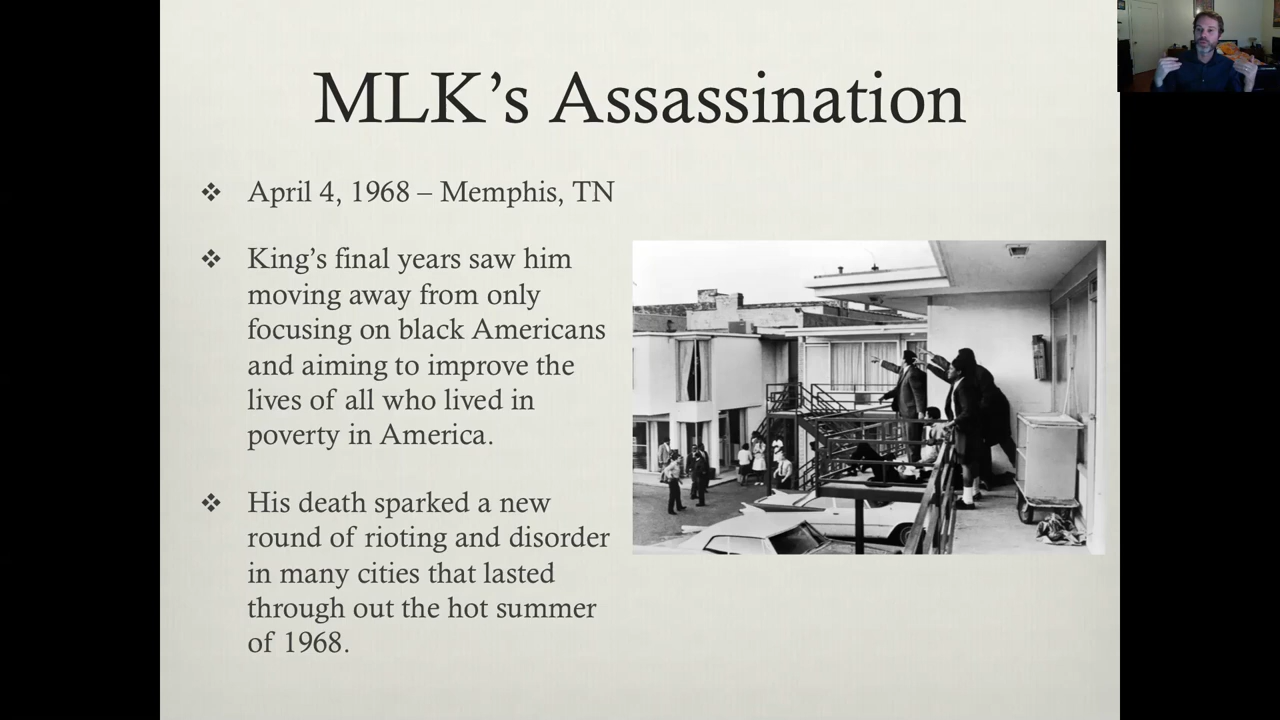 MLK’s Assassination
❖ April 4, 1968 – Memphis, TN
❖ King’s final years saw him
moving away from only
focusing on black Americans
and aiming to improve the
lives of all who lived in
poverty in America.
❖ His death sparked a new
round of rioting and disorder
in many cities that lasted
through out the hot summer
of 1968.